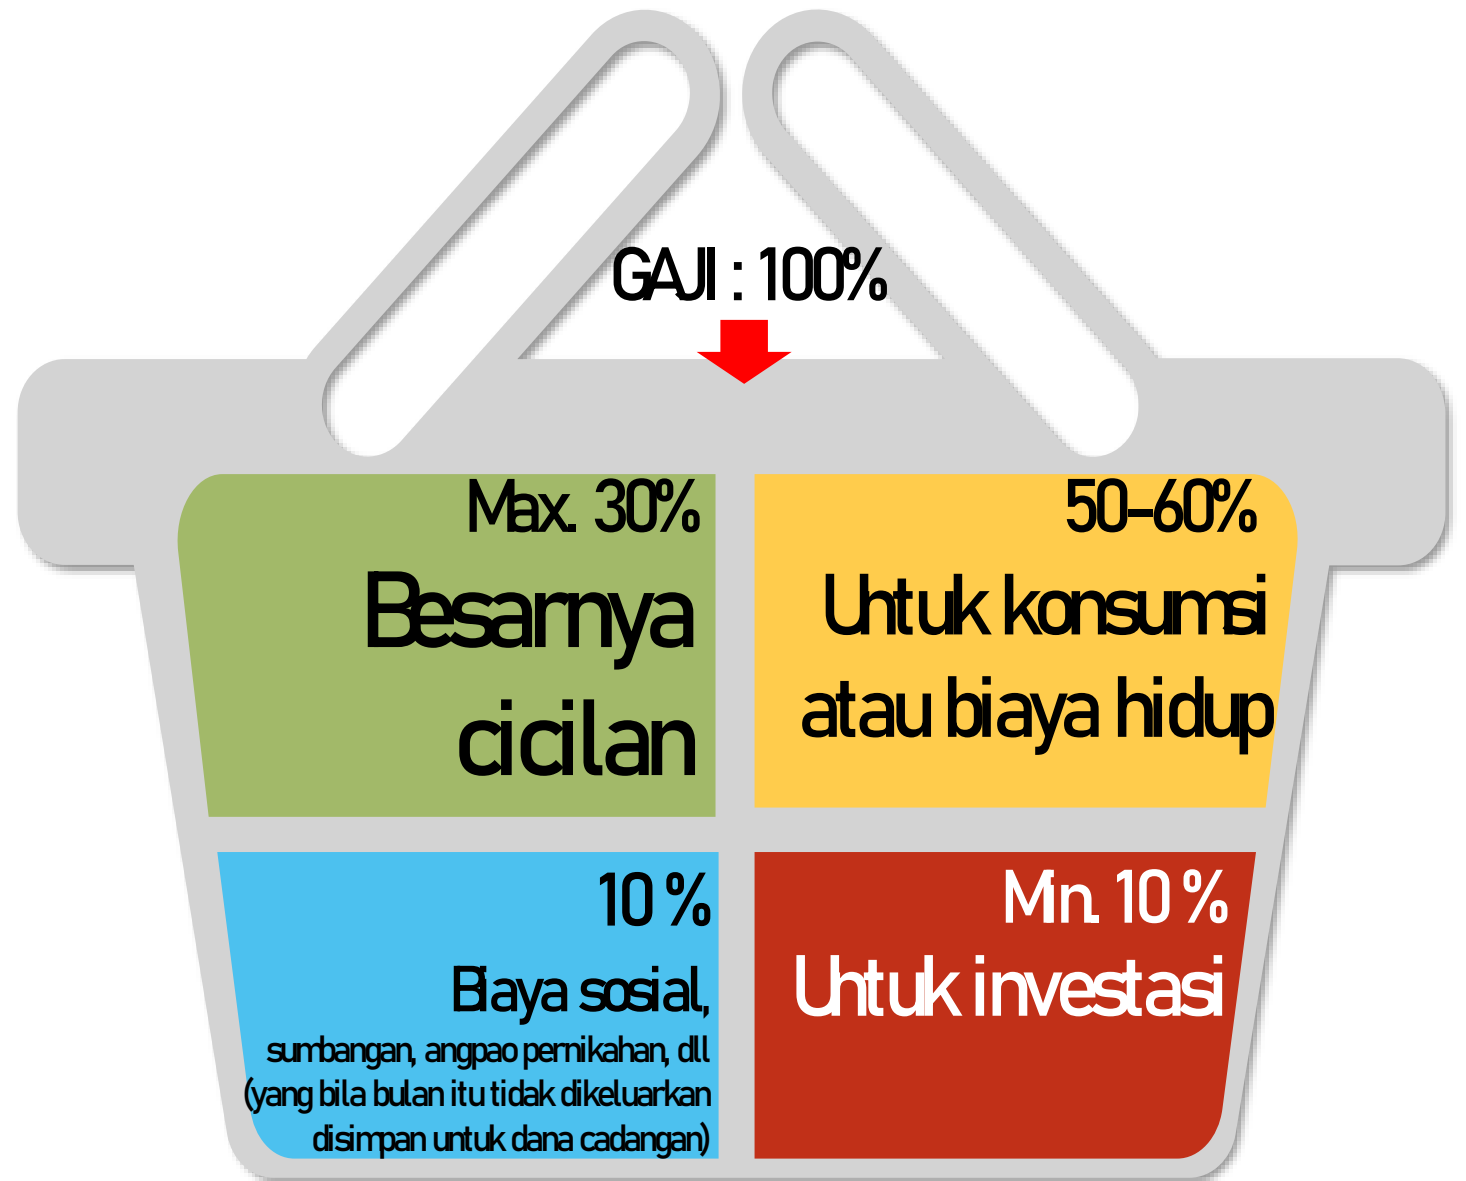 GAJI : 100%
Max. 30%
Besarnya
cicilan
50-60%
Untuk konsumsi
atau biaya hidup
10 %
Biaya sosial,
sumbangan, angpao pernikahan, dll
(yang bila bulan itu tidak dikeluarkan
disimpan untuk dana cadangan)
Min. 10 %
Untuk investasi